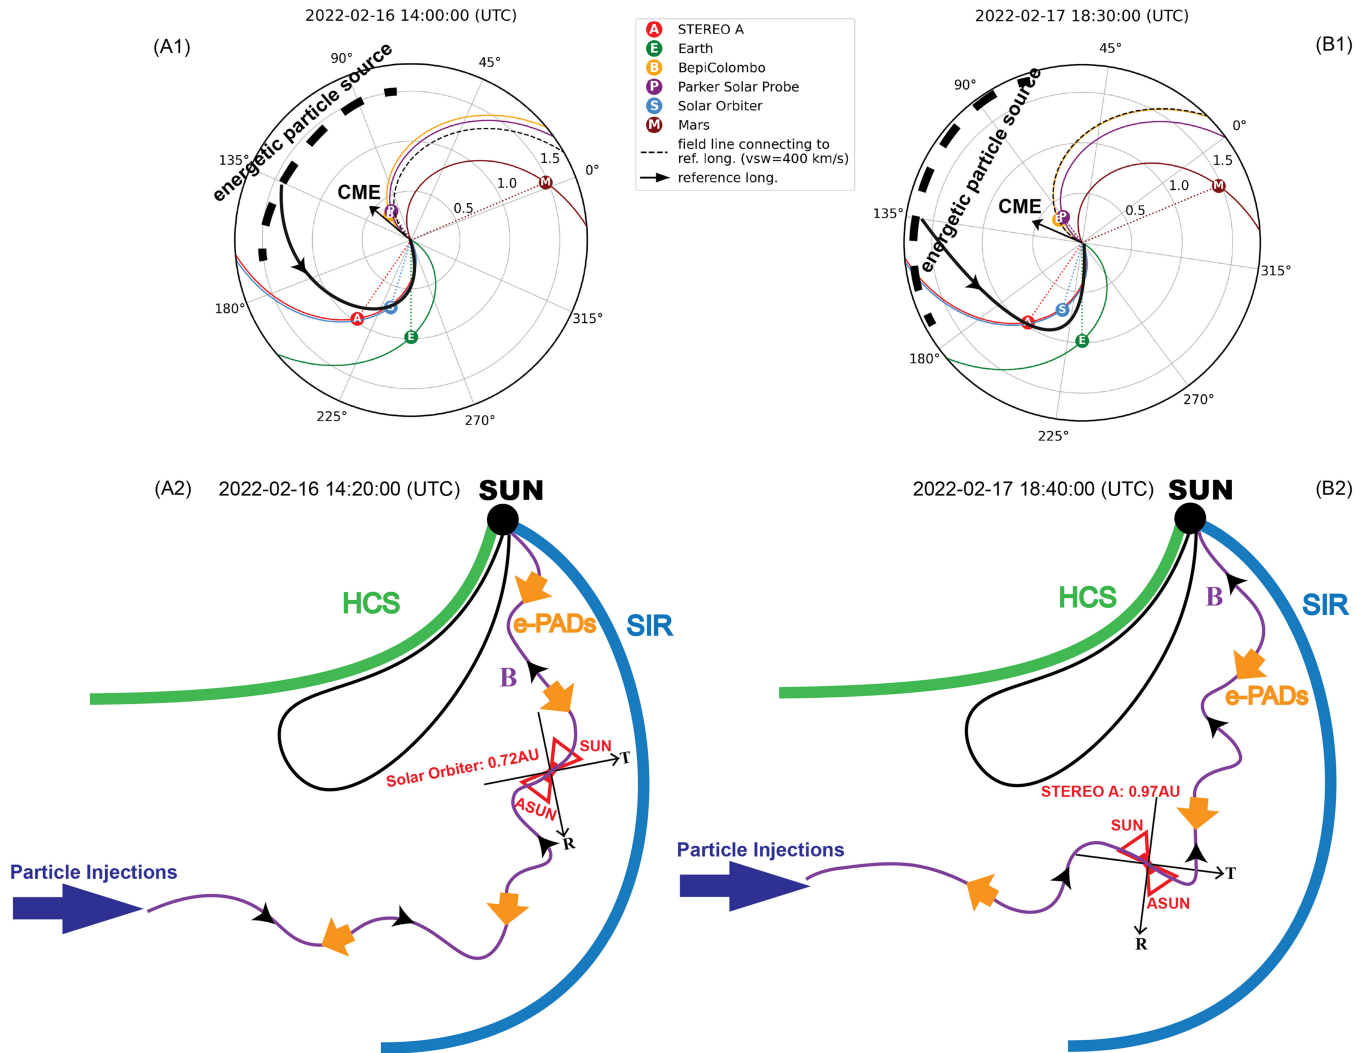 2022-02-16 14:00:00 (UTC)
(A1)
energetic particle source
90°
45°
135°
0°
1.5
1.0
0.5
180°
315°
225°
270°
CME
A
E
S
M
B
P
A STEREO A
E Earth
B BepiColombo
P Parker Solar Probe
S Solar Orbiter
M Mars
field line connecting to
ref. long. (vsw=400 km/s)
reference long.
2022-02-17 18:30:00 (UTC)
(B1)
energetic particle source
45°
90°
0°
1.5
1.0
0.5
135°
315°
180°
270°
225°
CME
B
P
M
A
S
E
(A2) 2022-02-16 14:20:00 (UTC)
SUN
HCS
SIR
e-PADs
B
Solar Orbiter: 0.72AU
SUN
T
ASUN
R
Particle Injections
2022-02-17 18:40:00 (UTC)
SUN
(B2)
HCS
B
SIR
e-PADs
STEREO A: 0.97AU
SUN
T
ASUN
R
Particle Injections